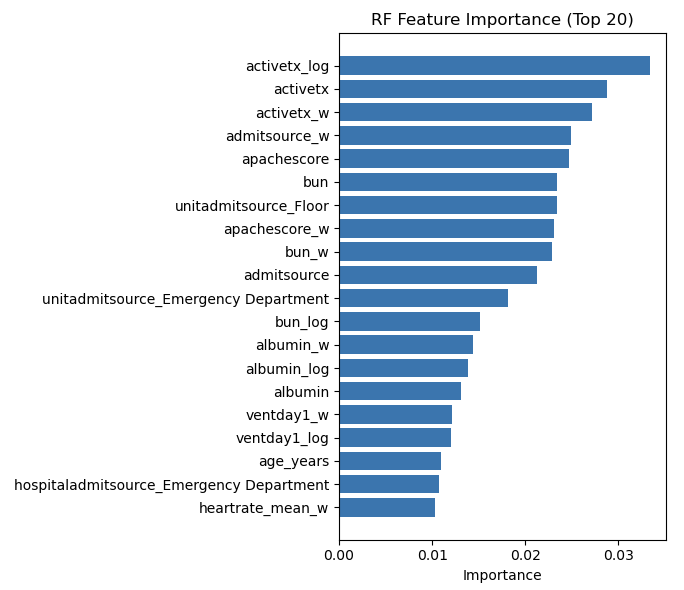 RF Feature Importance (Top 20)
activetx_log
activetx
activetx_w
admitsource_w
apachescore
bun
unitadmitsource_Floor
apachescore_w
bun_w
admitsource
unitadmitsource_Emergency Department
bun_log
albumin_w
albumin_log
albumin
ventday1_w
ventday1_log
age_years
hospitaladmitsource_Emergency Department
heartrate_mean_w
0.00 0.01 0.02 0.03
Importance